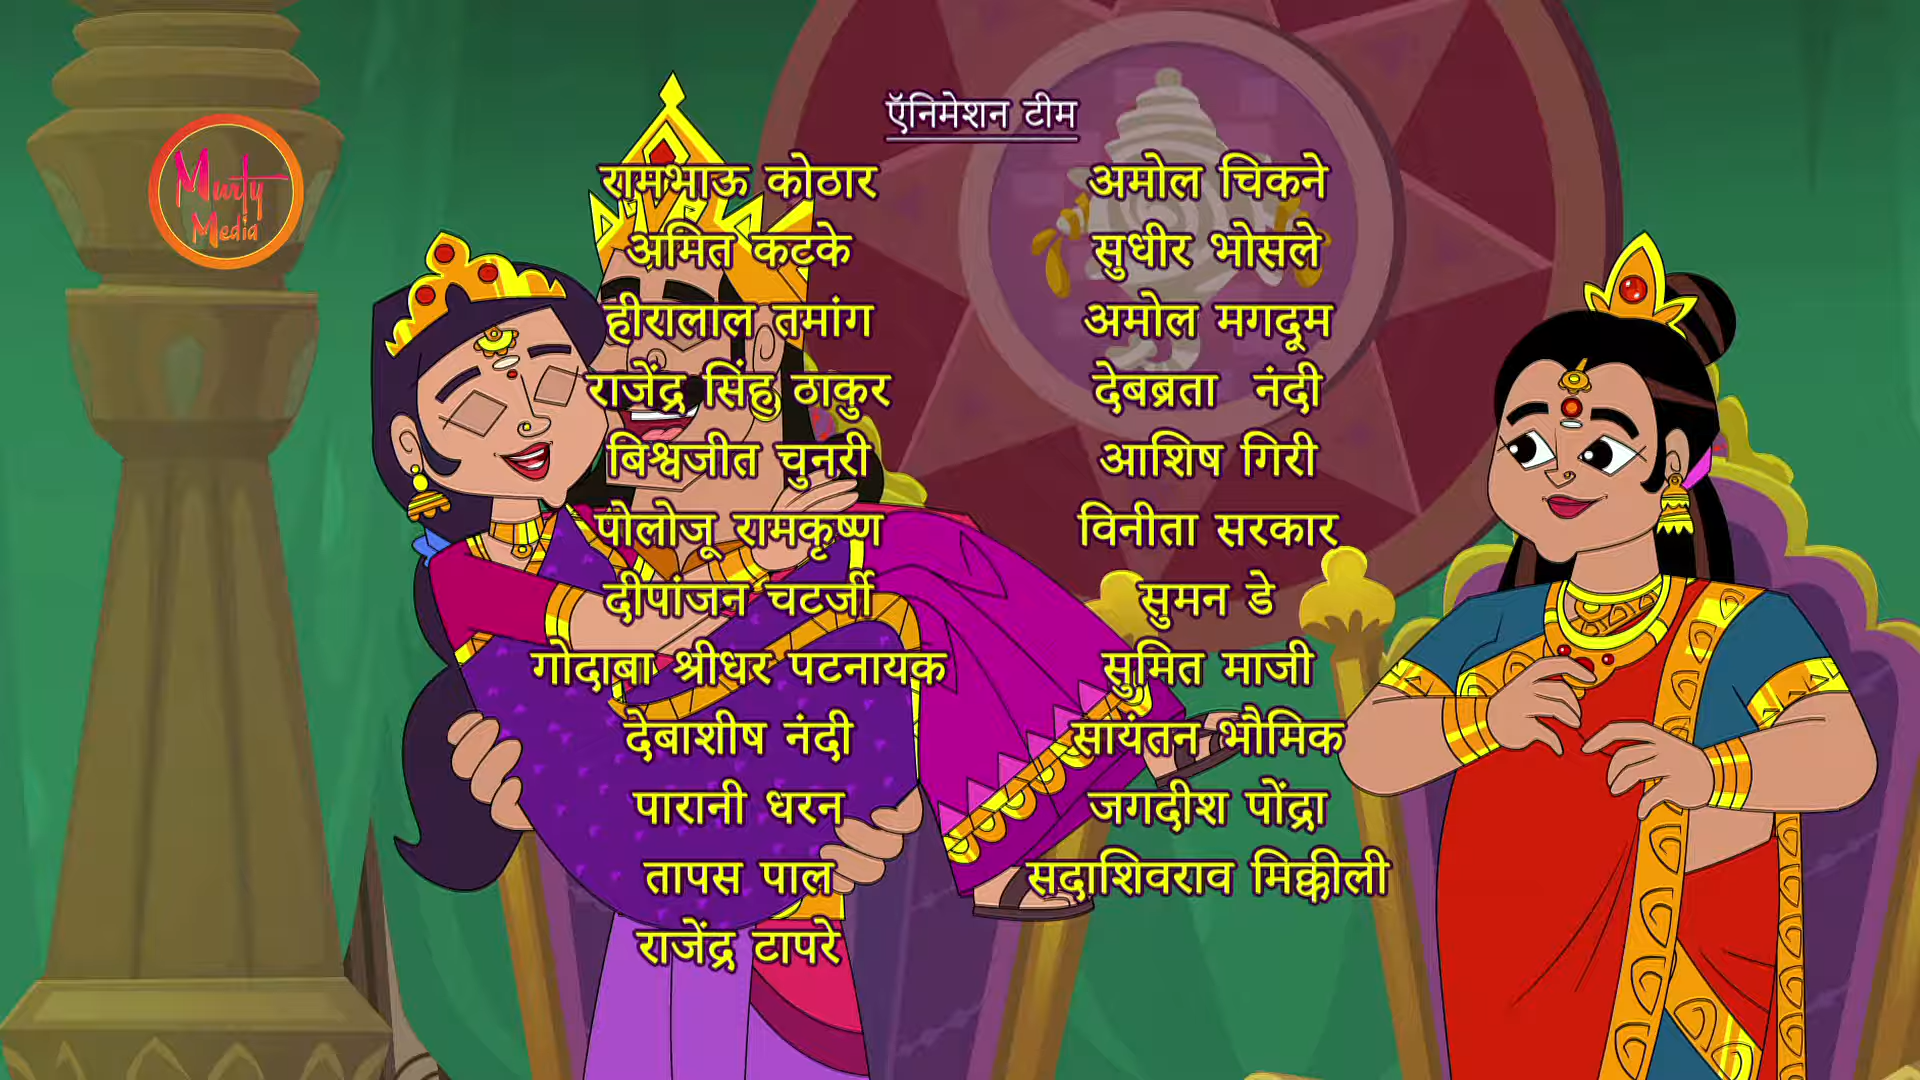 Murty
Media
ऍनिमेशन टीम
रामभाऊ कोठार
अमित कटके
हीरालाल तमांग
राजेंद्र सिंह ठाकुर
बिश्वजीत चुनरी
पोलोजू रामकृष्ण
दीपांजन चटर्जी
गोदाबा श्रीधर पटनायक
देबाशीष नंदी
पारानी धरन
तापस पाल
राजेंद्र टापरे
अमोल चिकने
सुधीर भोसले
अमोल मगदूम
देबब्रता नंदी
आशिष गिरी
विनीता सरकार
सुमन डे
सुमित माजी
सायंतन भौमिक
जगदीश पोंद्रा
सदाशिवराव मिक्कीली